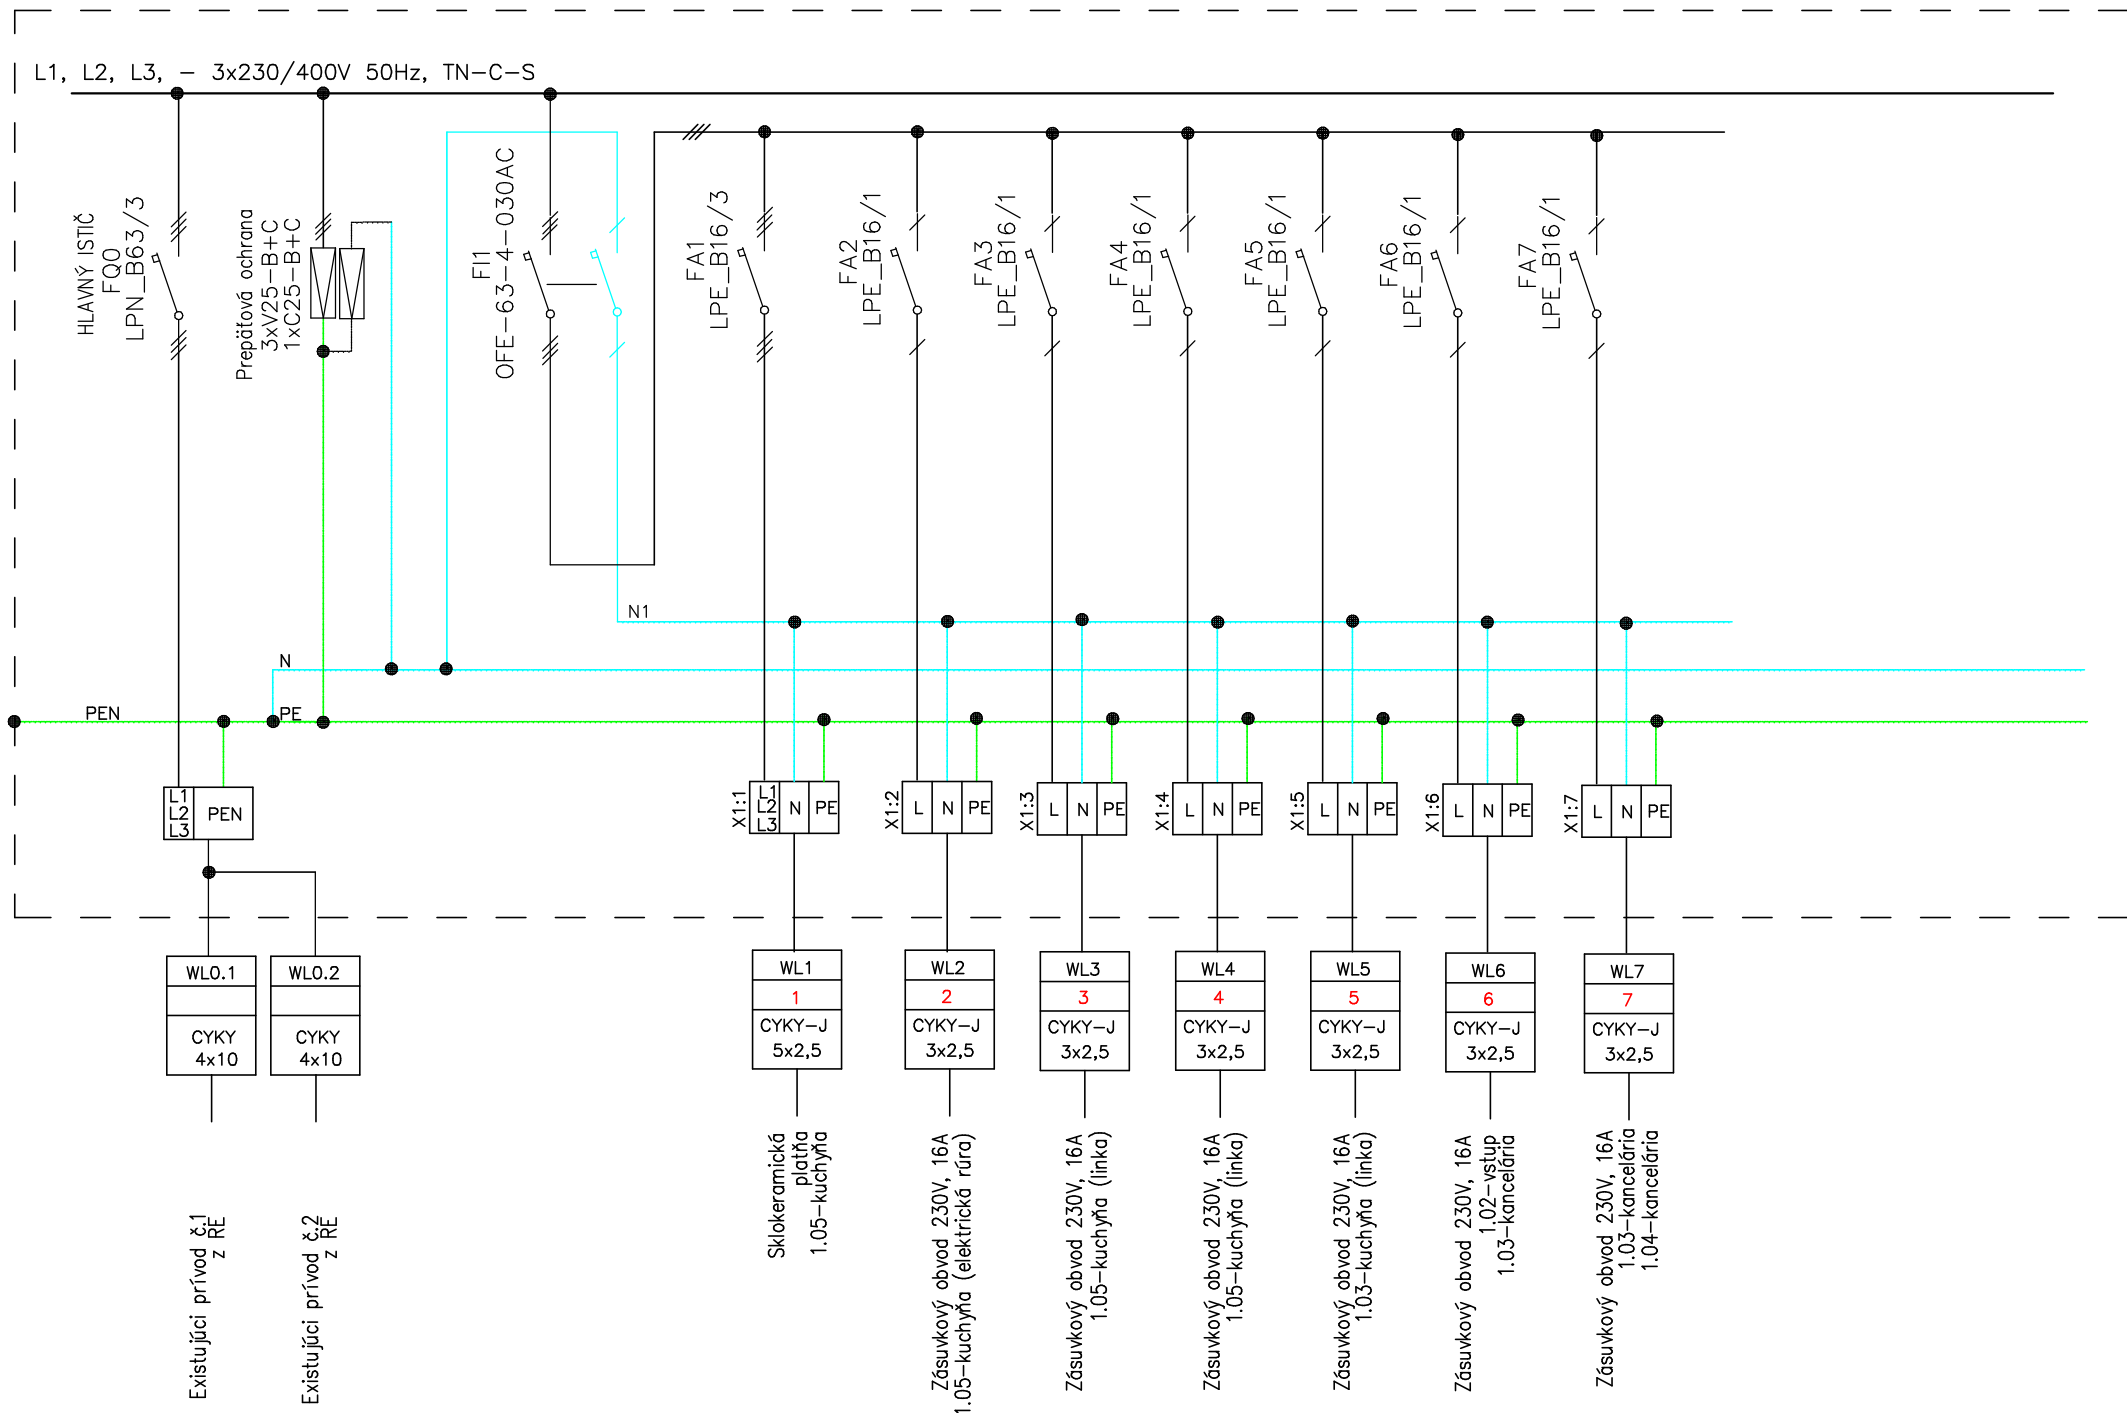 L1, L2, L3, - 3x230/400V 50Hz, TN-C-S
HLAVNÝ ISTIČ
FQ0
LPN_B63/3
Prepäťová ochrana
3xV25-B+C
1xC25-B+C
FI1
OFE-63-4-030AC
FA1
LPE_B16/3
FA2
LPE_B16/1
FA3
LPE_B16/1
FA4
LPE_B16/1
FA5
LPE_B16/1
FA6
LPE_B16/1
FA7
LPE_B16/1
N1
N
PEN
PE
L1
L2
L3
PEN
X1:1
L1
L2
L3
N
PE
X1:2
L N PE
X1:3
L N PE
X1:4
L N PE
X1:5
L N PE
X1:6
L N PE
X1:7
L N PE
WL0.1
CYKY
4x10
WL0.2
CYKY
4x10
WL1
1
CYKY-J
5x2,5
WL2
2
CYKY-J
3x2,5
WL3
3
CYKY-J
3x2,5
WL4
4
CYKY-J
3x2,5
WL5
5
CYKY-J
3x2,5
WL6
6
CYKY-J
3x2,5
WL7
7
CYKY-J
3x2,5
Existujúci prívod č.1
z RE
Existujúci prívod č.2
z RE
Sklokeramická
platňa
1.05-kuchyňa
Zásuvkový obvod 230V, 16A
1.05-kuchyňa (elektrická rúra)
Zásuvkový obvod 230V, 16A
1.05-kuchyňa (linka)
Zásuvkový obvod 230V, 16A
1.05-kuchyňa (linka)
Zásuvkový obvod 230V, 16A
1.03-kuchyňa (linka)
Zásuvkový obvod 230V, 16A
1.02-vstup
1.03-kancelária
Zásuvkový obvod 230V, 16A
1.03-kancelária
1.04-kancelária